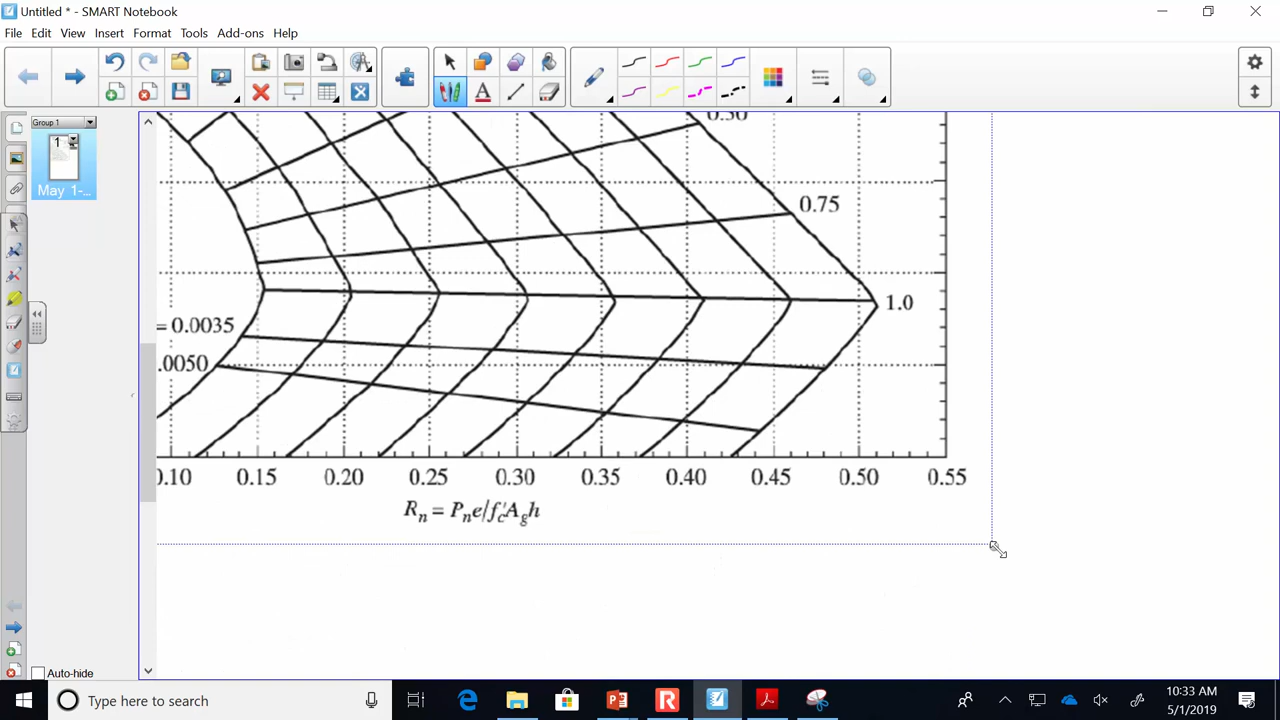 Untitled * - SMART Notebook
File Edit View Insert Format Tools Add-ons Help
Group 1
1
May 1-...
0.50
0.75
1.0
= 0.0035
.0050
0.10 0.15 0.20 0.25 0.30 0.35 0.40 0.45 0.50 0.55
Rn = Pne/f′cAgh
Auto-hide
Type here to search
10:33 AM
5/1/2019